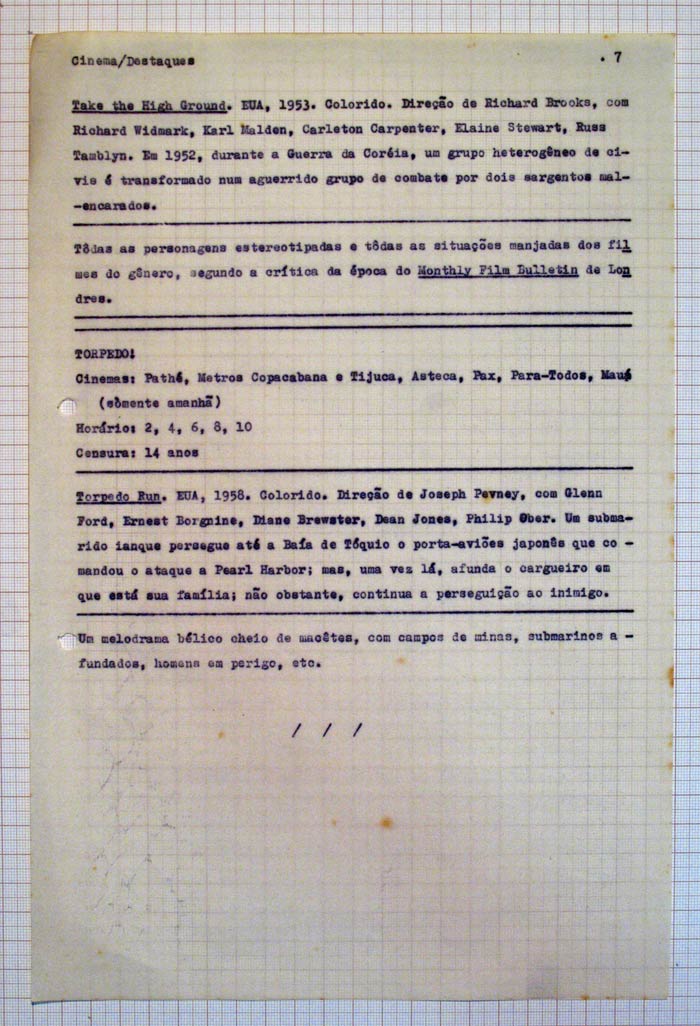 Cinema/Destaques . 7
Take the High Ground. EUA, 1953. Colorido. Direção de Richard Brooks, com
Richard Widmark, Karl Malden, Carleton Carpenter, Elaine Stewart, Russ
Tamblyn. Em 1952, durante a Guerra da Coréia, um grupo heterogêneo de ci-
vis é transformado num aguerrido grupo de combate por dois sargentos mal-
-encarados.
Tôdas as personagens estereotipadas e tôdas as situações manjadas dos fil
mes do gênero, segundo a crítica da época do Monthly Film Bulletin de Lon
dres.
TORPEDO!
Cinemas: Pathé, Metros Copacabana e Tijuca, Asteca, Pax, Para-Todos, Mauá
(sòmente amanhã)
Horário: 2, 4, 6, 8, 10
Censura: 14 anos
Torpedo Run. EUA, 1958. Colorido. Direção de Joseph Pevney, com Glenn
Ford, Ernest Borgnine, Diane Brewster, Dean Jones, Philip Ober. Um subma-
rido ianque persegue até a Baía de Tóquio o porta-aviões japonês que co -
mandou o ataque a Pearl Harbor; mas, uma vez lá, afunda o cargueiro em
que está sua família; não obstante, continua a perseguição ao inimigo.
Um melodrama bélico cheio de macêtes, com campos de minas, submarinos a -
fundados, homens em perigo, etc.
/ / /